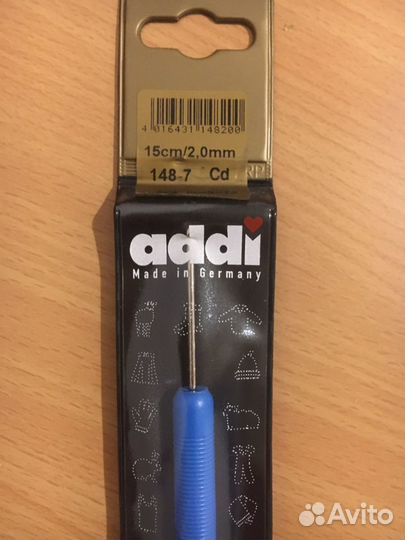 4 016431 148200
15cm/2,0mm
148-7 Cd
addi
Made in Germany
Avito